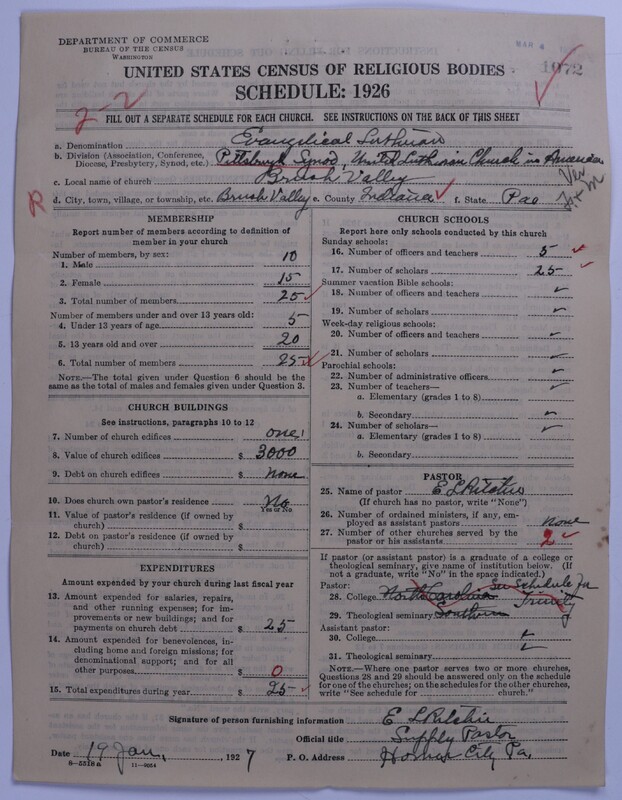 DEPARTMENT OF COMMERCE
BUREAU OF THE CENSUS
WASHINGTON
UNITED STATES CENSUS OF RELIGIOUS BODIES
SCHEDULE: 1926
1972
2-2
FILL OUT A SEPARATE SCHEDULE FOR EACH CHURCH. SEE INSTRUCTIONS ON THE BACK OF THIS SHEET
a. Denomination Evangelical Lutheran
b. Division (Association, Conference, Diocese, Presbytery, Synod, etc.) Pittsburgh Synod, United Lutheran Church in America
c. Local name of church Brush Valley
R d. City, town, village, or township, etc. Brush Valley e. County Indiana f. State Pa
MEMBERSHIP
Report number of members according to definition of
member in your church
Number of members, by sex:
1. Male 10
2. Female 15
3. Total number of members 25
Number of members under and over 13 years old:
4. Under 13 years of age 5
5. 13 years old and over 20
6. Total number of members 25
NOTE.—The total given under Question 6 should be
the same as the total of males and females given under Question 3.
CHURCH BUILDINGS
See instructions, paragraphs 10 to 12
7. Number of church edifices one
8. Value of church edifices $ 3000
9. Debt on church edifices $ none
10. Does church own pastor's residence No
Yes or No
11. Value of pastor's residence (if owned by
church) $
12. Debt on pastor's residence (if owned by
church) $
EXPENDITURES
Amount expended by your church during last fiscal year
13. Amount expended for salaries, repairs,
and other running expenses; for im-
provements or new buildings; and for
payments on church debt $ 25
14. Amount expended for benevolences, in-
cluding home and foreign missions; for
denominational support; and for all
other purposes $ 0
15. Total expenditures during year $ 25
CHURCH SCHOOLS
Report here only schools conducted by this church
Sunday schools:
16. Number of officers and teachers 5
17. Number of scholars 25
Summer vacation Bible schools:
18. Number of officers and teachers
19. Number of scholars
Week-day religious schools:
20. Number of officers and teachers
21. Number of scholars
Parochial schools:
22. Number of administrative officers
23. Number of teachers—
a. Elementary (grades 1 to 8)
b. Secondary
24. Number of scholars—
a. Elementary (grades 1 to 8)
b. Secondary
PASTOR
25. Name of pastor E L Ritchie
(If church has no pastor, write "None")
26. Number of ordained ministers, if any, em-
ployed as assistant pastors none
27. Number of other churches served by the
pastor or his assistants 2
If pastor (or assistant pastor) is a graduate of a college or
theological seminary, give name of institution below. (If
not a graduate, write "No" in the space indicated.)
Pastor: See Schedule for
28. College North Carolina Trinity
29. Theological seminary Southern
Assistant pastor:
30. College
31. Theological seminary
NOTE.—Where one pastor serves two or more churches,
Questions 28 and 29 should be answered only on the schedule
for one of the churches; on the schedules for the other churches,
write "See schedule for church."
Signature of person furnishing information E L Ritchie
Official title Supply Pastor
Date 19 Jan, 1927 P. O. Address Homer City Pa.
8—5518a 11—9364